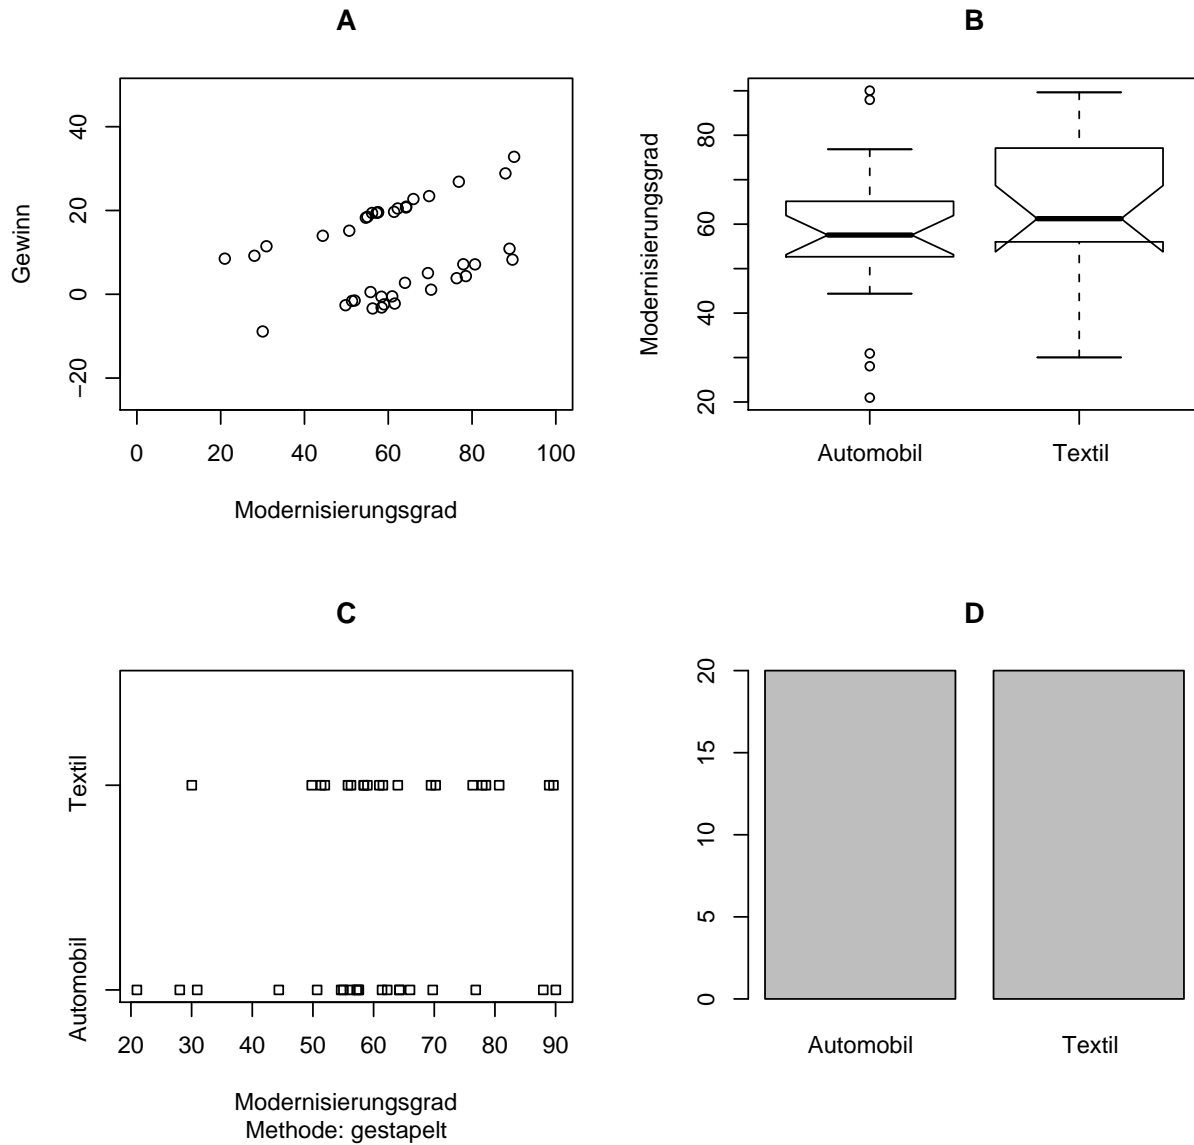 A
Gewinn
40
20
0
−20
0 20 40 60 80 100
Modernisierungsgrad
B
Modernisierungsgrad
80
60
40
20
Automobil Textil
C
Textil
Automobil
20 30 40 50 60 70 80 90
Modernisierungsgrad
Methode: gestapelt
D
20
15
10
5
0
Automobil Textil